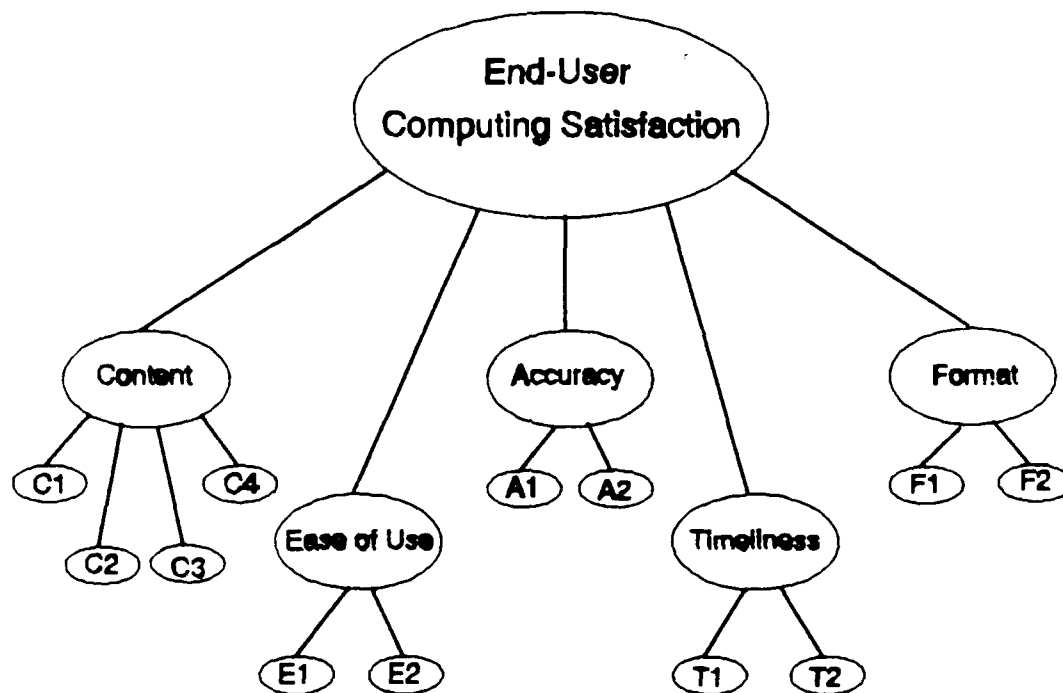 End-User
Computing Satisfaction
Content
Accuracy
Format
C1
C4
A1
A2
F1
F2
Ease of Use
Timeliness
C2
C3
E1
E2
T1
T2